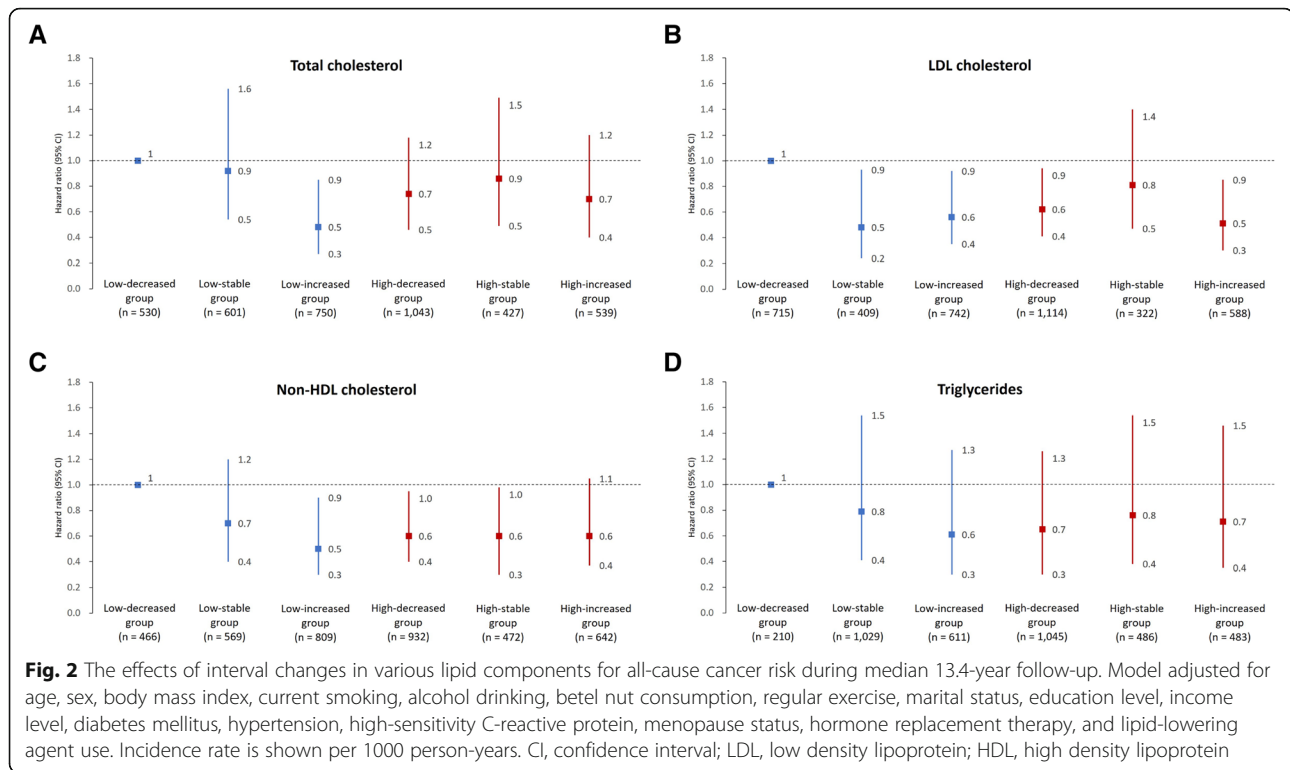 A
Total cholesterol
Hazard ratio (95% CI)
1.8
1.6
1.4
1.2
1.0
0.8
0.6
0.4
0.2
0.0
1
1.6
0.9
0.5
0.9
0.5
0.3
1.2
0.7
0.5
1.5
0.9
0.5
1.2
0.7
0.4
Low-decreased group (n = 530)
Low-stable group (n = 601)
Low-increased group (n = 750)
High-decreased group (n = 1,043)
High-stable group (n = 427)
High-increased group (n = 539)
B
LDL cholesterol
Hazard ratio (95% CI)
1.8
1.6
1.4
1.2
1.0
0.8
0.6
0.4
0.2
0.0
1
0.9
0.5
0.2
0.9
0.6
0.4
0.9
0.6
0.4
1.4
0.8
0.5
0.9
0.5
0.3
Low-decreased group (n = 715)
Low-stable group (n = 409)
Low-increased group (n = 742)
High-decreased group (n = 1,114)
High-stable group (n = 322)
High-increased group (n = 588)
C
Non-HDL cholesterol
Hazard ratio (95% CI)
1.8
1.6
1.4
1.2
1.0
0.8
0.6
0.4
0.2
0.0
1
1.2
0.7
0.4
0.9
0.5
0.3
1.0
0.6
0.4
1.0
0.6
0.3
1.1
0.6
0.4
Low-decreased group (n = 466)
Low-stable group (n = 569)
Low-increased group (n = 809)
High-decreased group (n = 932)
High-stable group (n = 472)
High-increased group (n = 642)
D
Triglycerides
Hazard ratio (95% CI)
1.8
1.6
1.4
1.2
1.0
0.8
0.6
0.4
0.2
0.0
1
1.5
0.8
0.4
1.3
0.6
0.3
1.3
0.7
0.3
1.5
0.8
0.4
1.5
0.7
0.4
Low-decreased group (n = 210)
Low-stable group (n = 1,029)
Low-increased group (n = 611)
High-decreased group (n = 1,045)
High-stable group (n = 486)
High-increased group (n = 483)
Fig. 2 The effects of interval changes in various lipid components for all-cause cancer risk during median 13.4-year follow-up. Model adjusted for
age, sex, body mass index, current smoking, alcohol drinking, betel nut consumption, regular exercise, marital status, education level, income
level, diabetes mellitus, hypertension, high-sensitivity C-reactive protein, menopause status, hormone replacement therapy, and lipid-lowering
agent use. Incidence rate is shown per 1000 person-years. CI, confidence interval; LDL, low density lipoprotein; HDL, high density lipoprotein